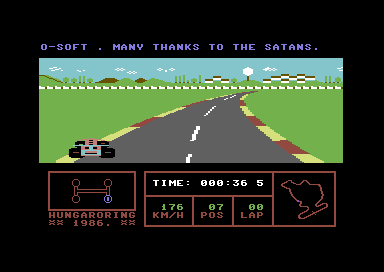 O-SOFT . MANY THANKS TO THE SATANS.
TIME: 000:36 5
176 07 00
KM/H POS LAP
HUNGARORING
** 1986. **